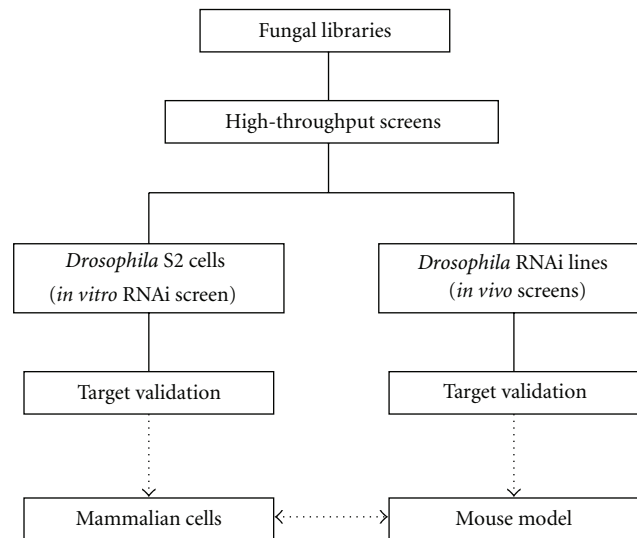 Fungal libraries
High-throughput screens
Drosophila S2 cells
(in vitro RNAi screen)
Drosophila RNAi lines
(in vivo screens)
Target validation
Target validation
Mammalian cells
Mouse model